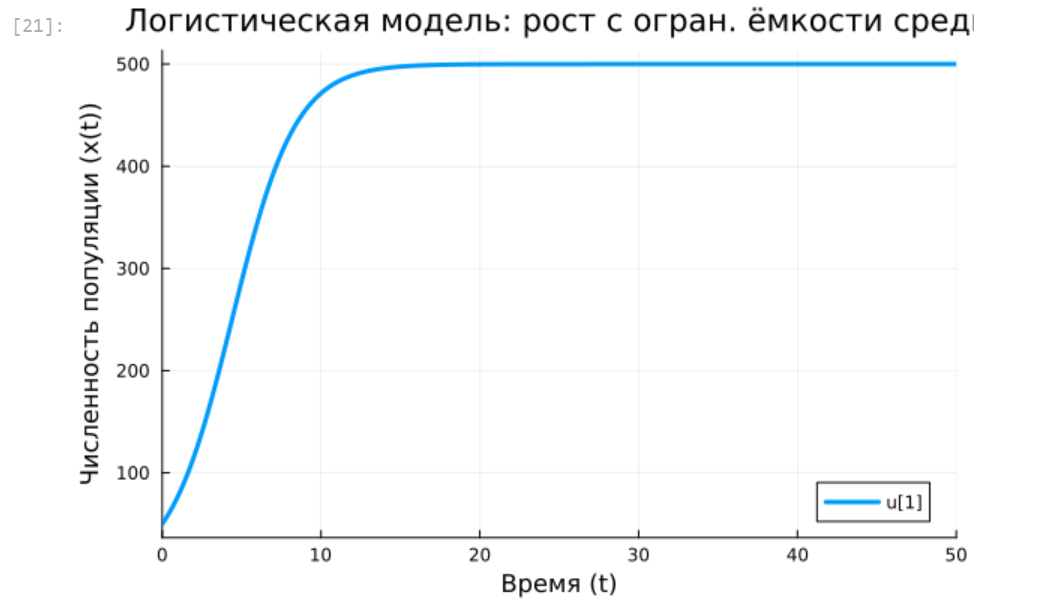 [21]:
Логистическая модель: рост с огран. ёмкости
500
400
300
200
100
Численность популяции (x(t))
u[1]
0 10 20 30 40 50
Время (t)